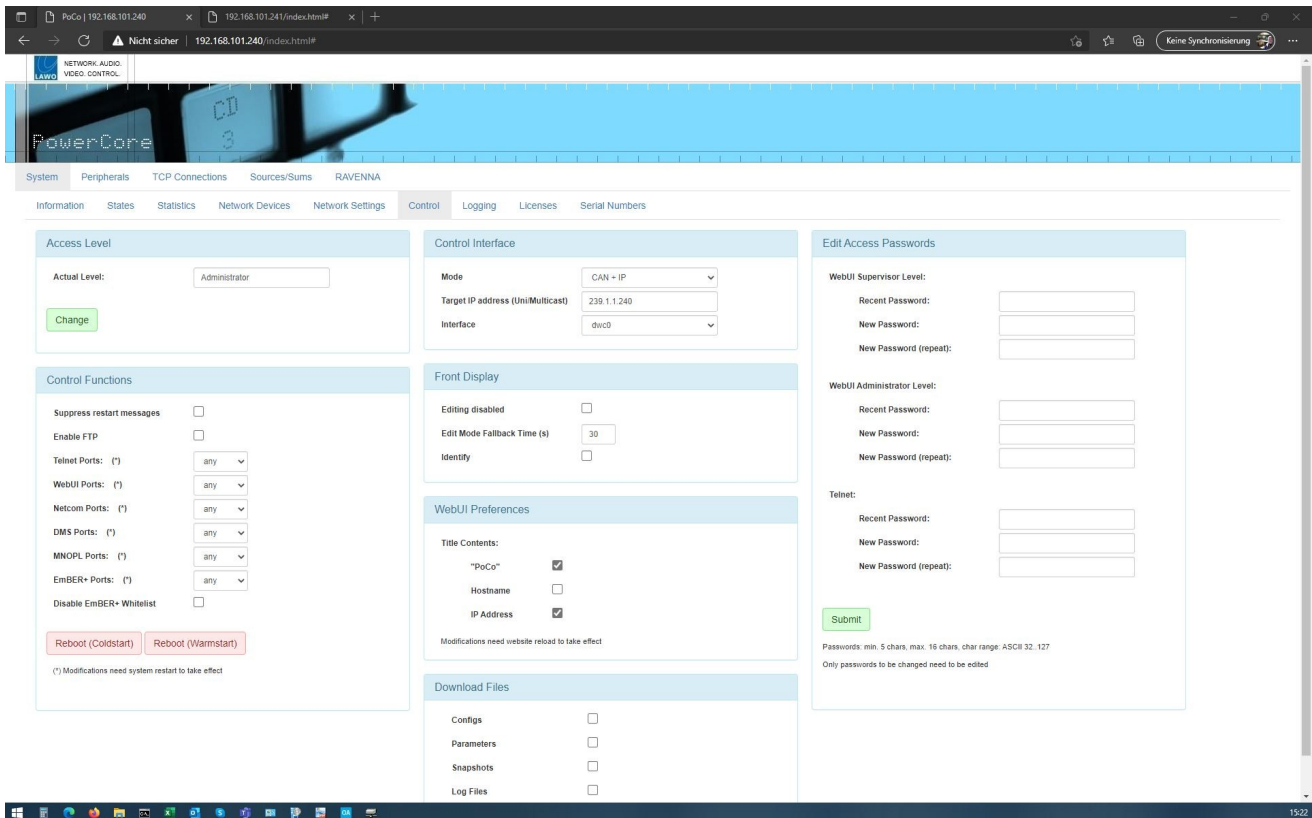 PoCo | 192.168.101.240
192.168.101.241/index.html#
Nicht sicher 192.168.101.240/index.html#
Keine Synchronisierung
LAWO
NETWORK. AUDIO.
VIDEO. CONTROL.
CD
3
PowerCore
System Peripherals TCP Connections Sources/Sums RAVENNA
Information States Statistics Network Devices Network Settings Control Logging Licenses Serial Numbers
Access Level
Actual Level: Administrator
Change
Control Functions
Suppress restart messages
Enable FTP
Telnet Ports: (*) any
WebUI Ports: (*) any
Netcom Ports: (*) any
DMS Ports: (*) any
MNOPL Ports: (*) any
EmBER+ Ports: (*) any
Disable EmBER+ Whitelist
Reboot (Coldstart) Reboot (Warmstart)
(*) Modifications need system restart to take effect
Control Interface
Mode CAN + IP
Target IP address (Uni/Multicast) 239.1.1.240
Interface dwc0
Front Display
Editing disabled
Edit Mode Fallback Time (s) 30
Identify
WebUI Preferences
Title Contents:
"PoCo"
Hostname
IP Address
Modifications need website reload to take effect
Download Files
Configs
Parameters
Snapshots
Log Files
Edit Access Passwords
WebUI Supervisor Level:
Recent Password:
New Password:
New Password (repeat):
WebUI Administrator Level:
Recent Password:
New Password:
New Password (repeat):
Telnet:
Recent Password:
New Password:
New Password (repeat):
Submit
Passwords: min. 5 chars, max. 16 chars, char range: ASCII 32..127
Only passwords to be changed need to be edited
15:22